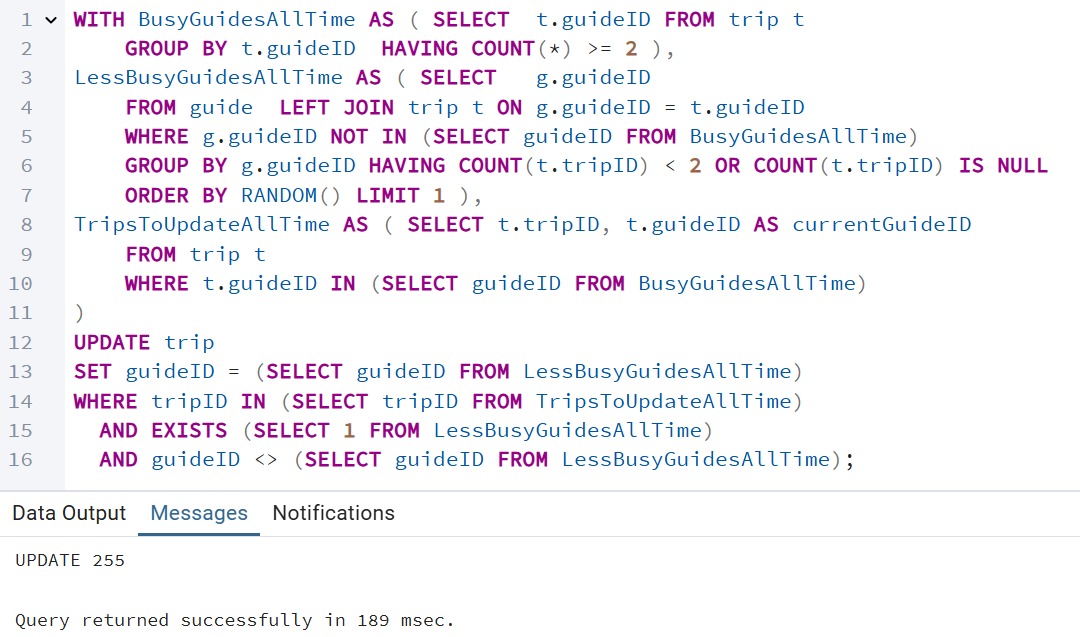 1 WITH BusyGuidesAllTime AS ( SELECT t.guideID FROM trip t
2 GROUP BY t.guideID HAVING COUNT(*) >= 2 ),
3 LessBusyGuidesAllTime AS ( SELECT g.guideID
4 FROM guide LEFT JOIN trip t ON g.guideID = t.guideID
5 WHERE g.guideID NOT IN (SELECT guideID FROM BusyGuidesAllTime)
6 GROUP BY g.guideID HAVING COUNT(t.tripID) < 2 OR COUNT(t.tripID) IS NULL
7 ORDER BY RANDOM() LIMIT 1 ),
8 TripsToUpdateAllTime AS ( SELECT t.tripID, t.guideID AS currentGuideID
9 FROM trip t
10 WHERE t.guideID IN (SELECT guideID FROM BusyGuidesAllTime)
11 )
12 UPDATE trip
13 SET guideID = (SELECT guideID FROM LessBusyGuidesAllTime)
14 WHERE tripID IN (SELECT tripID FROM TripsToUpdateAllTime)
15 AND EXISTS (SELECT 1 FROM LessBusyGuidesAllTime)
16 AND guideID <> (SELECT guideID FROM LessBusyGuidesAllTime);
Data Output Messages Notifications
UPDATE 255
Query returned successfully in 189 msec.